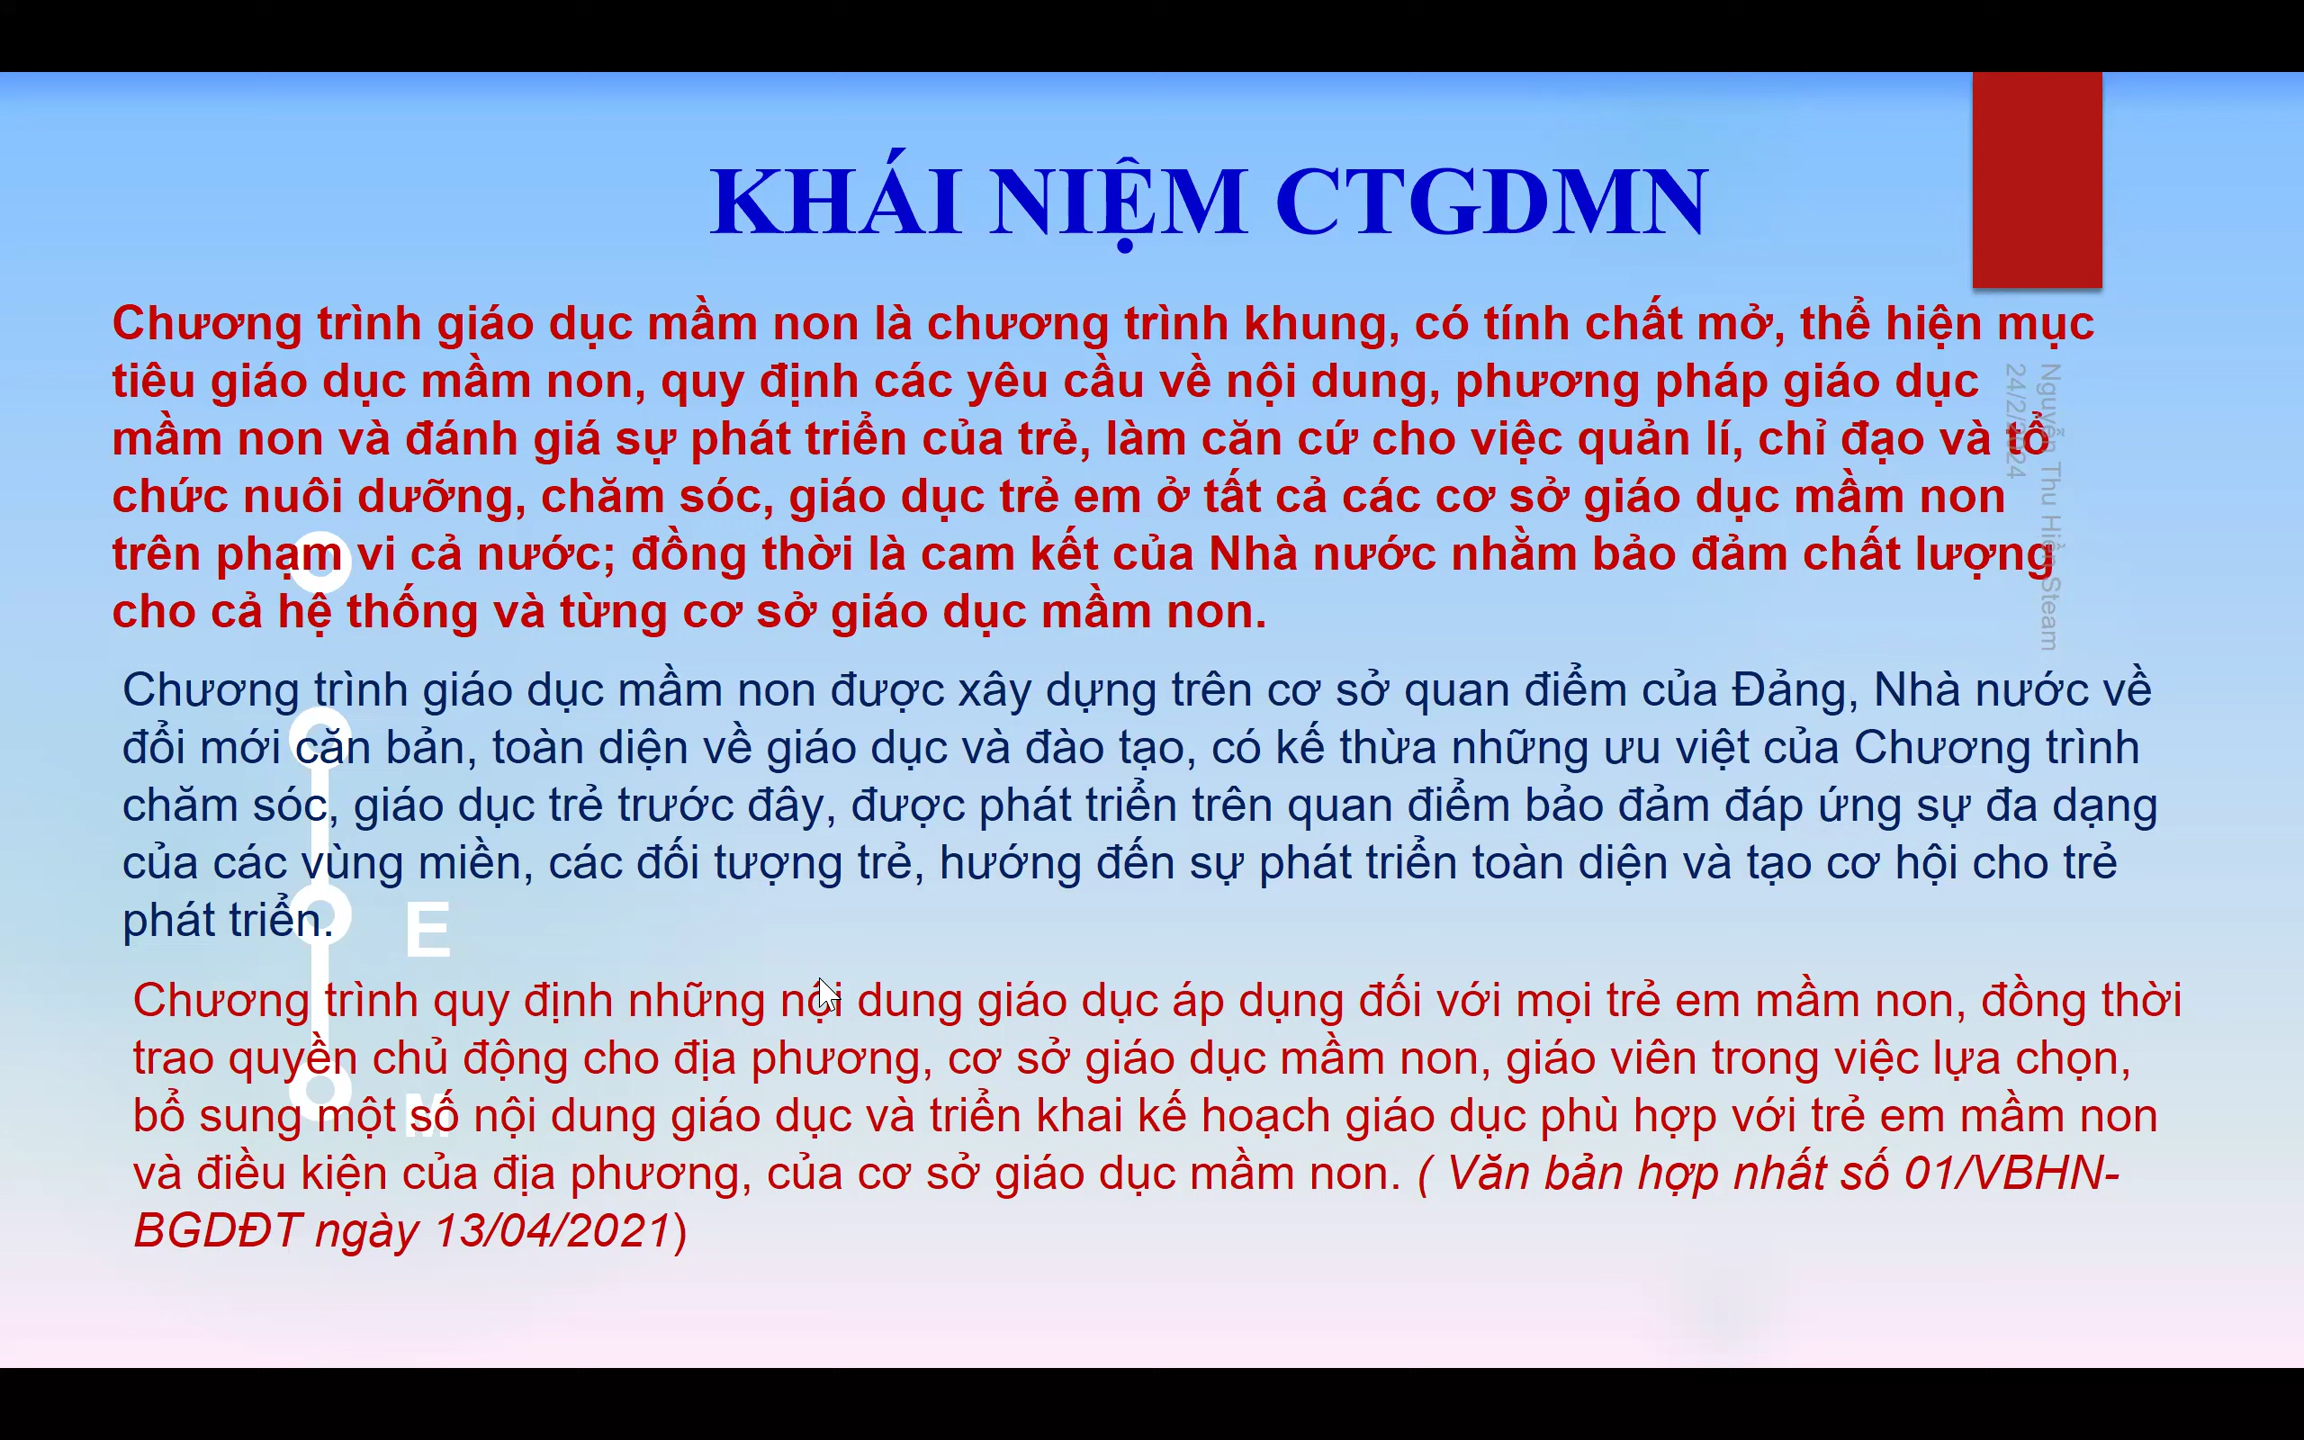 KHÁI NIỆM CTGDMN
Chương trình giáo dục mầm non là chương trình khung, có tính chất mở, thể hiện mục
tiêu giáo dục mầm non, quy định các yêu cầu về nội dung, phương pháp giáo dục
mầm non và đánh giá sự phát triển của trẻ, làm căn cứ cho việc quản lí, chỉ đạo và tổ
chức nuôi dưỡng, chăm sóc, giáo dục trẻ em ở tất cả các cơ sở giáo dục mầm non
trên phạm vi cả nước; đồng thời là cam kết của Nhà nước nhằm bảo đảm chất lượng
cho cả hệ thống và từng cơ sở giáo dục mầm non.
Nguyễn Thu Hiền Steam
24/2/2024
Chương trình giáo dục mầm non được xây dựng trên cơ sở quan điểm của Đảng, Nhà nước về
đổi mới căn bản, toàn diện về giáo dục và đào tạo, có kế thừa những ưu việt của Chương trình
chăm sóc, giáo dục trẻ trước đây, được phát triển trên quan điểm bảo đảm đáp ứng sự đa dạng
của các vùng miền, các đối tượng trẻ, hướng đến sự phát triển toàn diện và tạo cơ hội cho trẻ
phát triển.
E
Chương trình quy định những nội dung giáo dục áp dụng đối với mọi trẻ em mầm non, đồng thời
trao quyền chủ động cho địa phương, cơ sở giáo dục mầm non, giáo viên trong việc lựa chọn,
bổ sung một số nội dung giáo dục và triển khai kế hoạch giáo dục phù hợp với trẻ em mầm non
M
và điều kiện của địa phương, của cơ sở giáo dục mầm non. ( Văn bản hợp nhất số 01/VBHN-
BGDĐT ngày 13/04/2021)